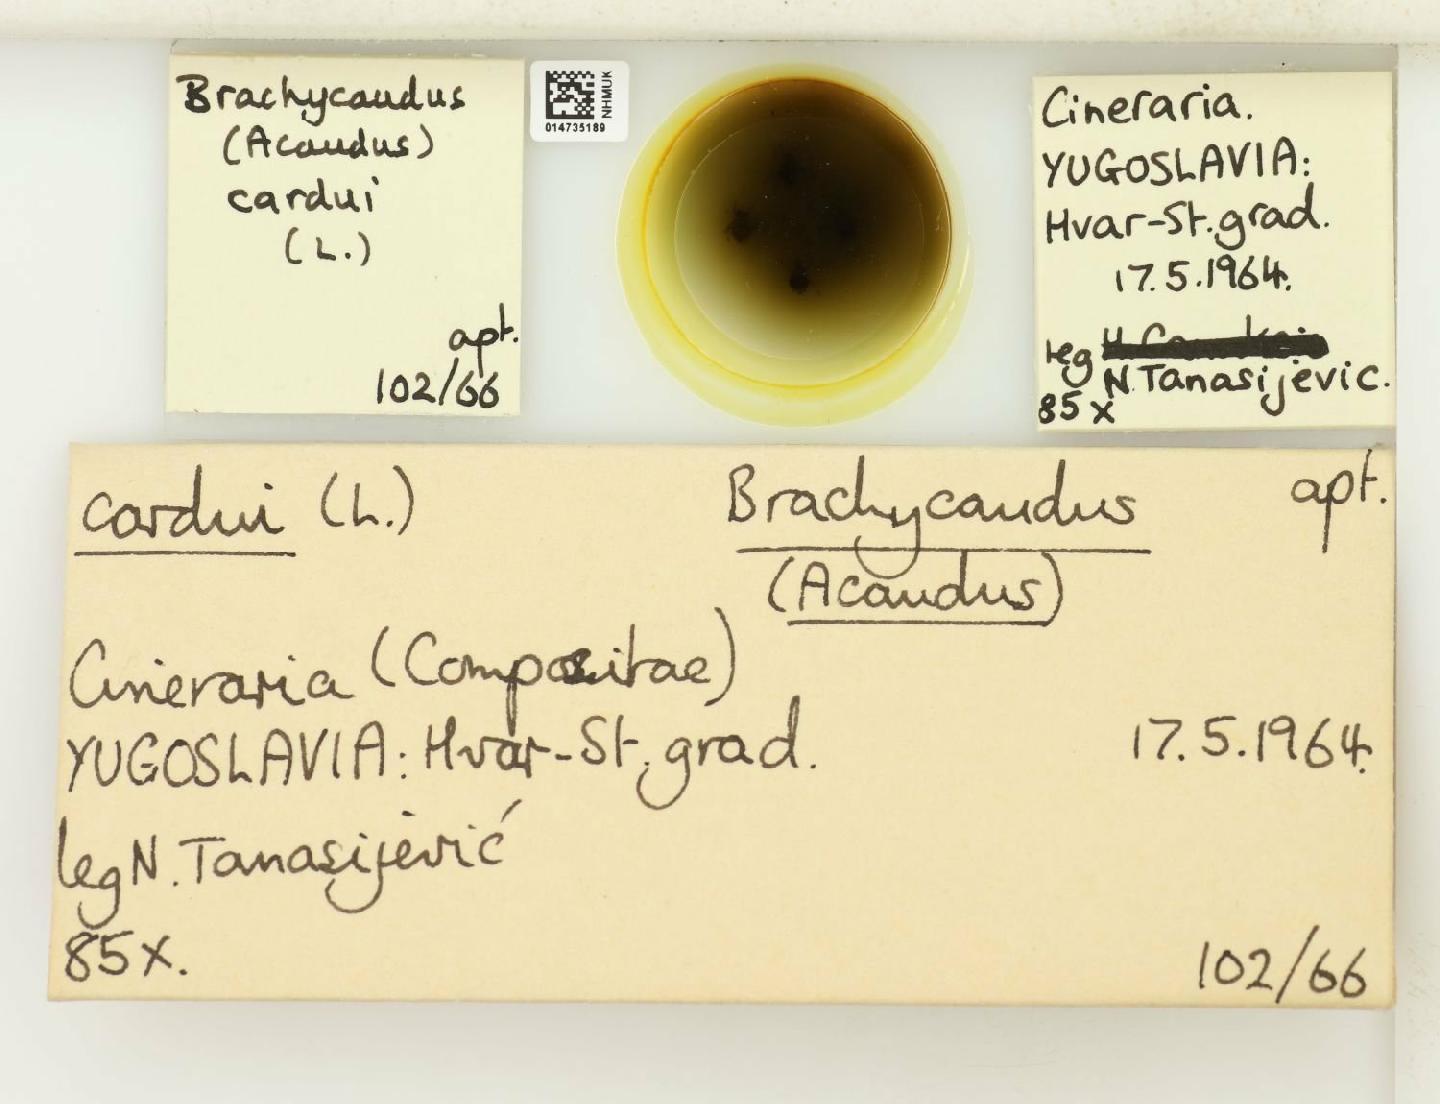 Brachycaudus
(Acaudus)
cardui
(L.)
apt.
102/66
NHMUK
014735189
Cineraria.
YUGOSLAVIA:
Hvar-St.grad.
17.5.1964.
leg
N.Tanasijevic.
85x
cardui (L.) Brachycaudus apt.
(Acaudus)
Cineraria (Compositae)
YUGOSLAVIA: Hvar-St.grad. 17.5.1964.
leg N. Tanasijević
85x. 102/66